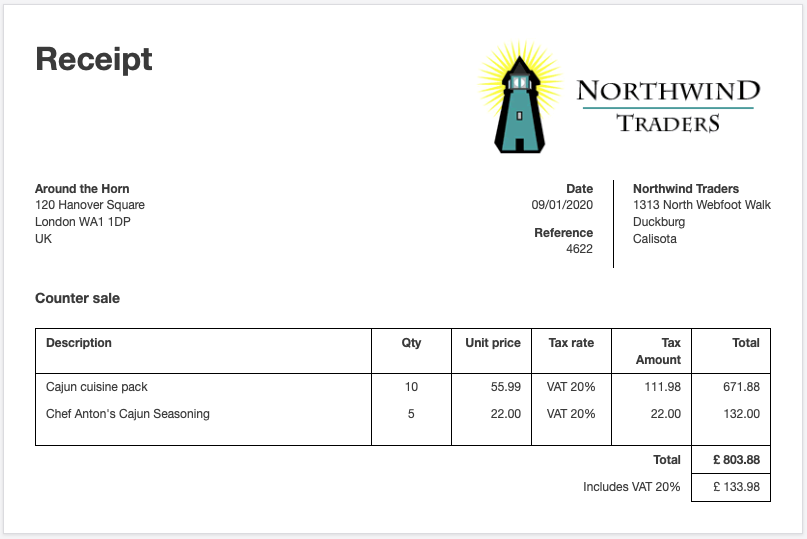 Receipt
NORTHWIND
TRADERS
Around the Horn
120 Hanover Square
London WA1 1DP
UK
Date
09/01/2020
Reference
4622
Northwind Traders
1313 North Webfoot Walk
Duckburg
Calisota
Counter sale
Description Qty Unit price Tax rate Tax Amount Total
Cajun cuisine pack 10 55.99 VAT 20% 111.98 671.88
Chef Anton's Cajun Seasoning 5 22.00 VAT 20% 22.00 132.00
Total £ 803.88
Includes VAT 20% £ 133.98